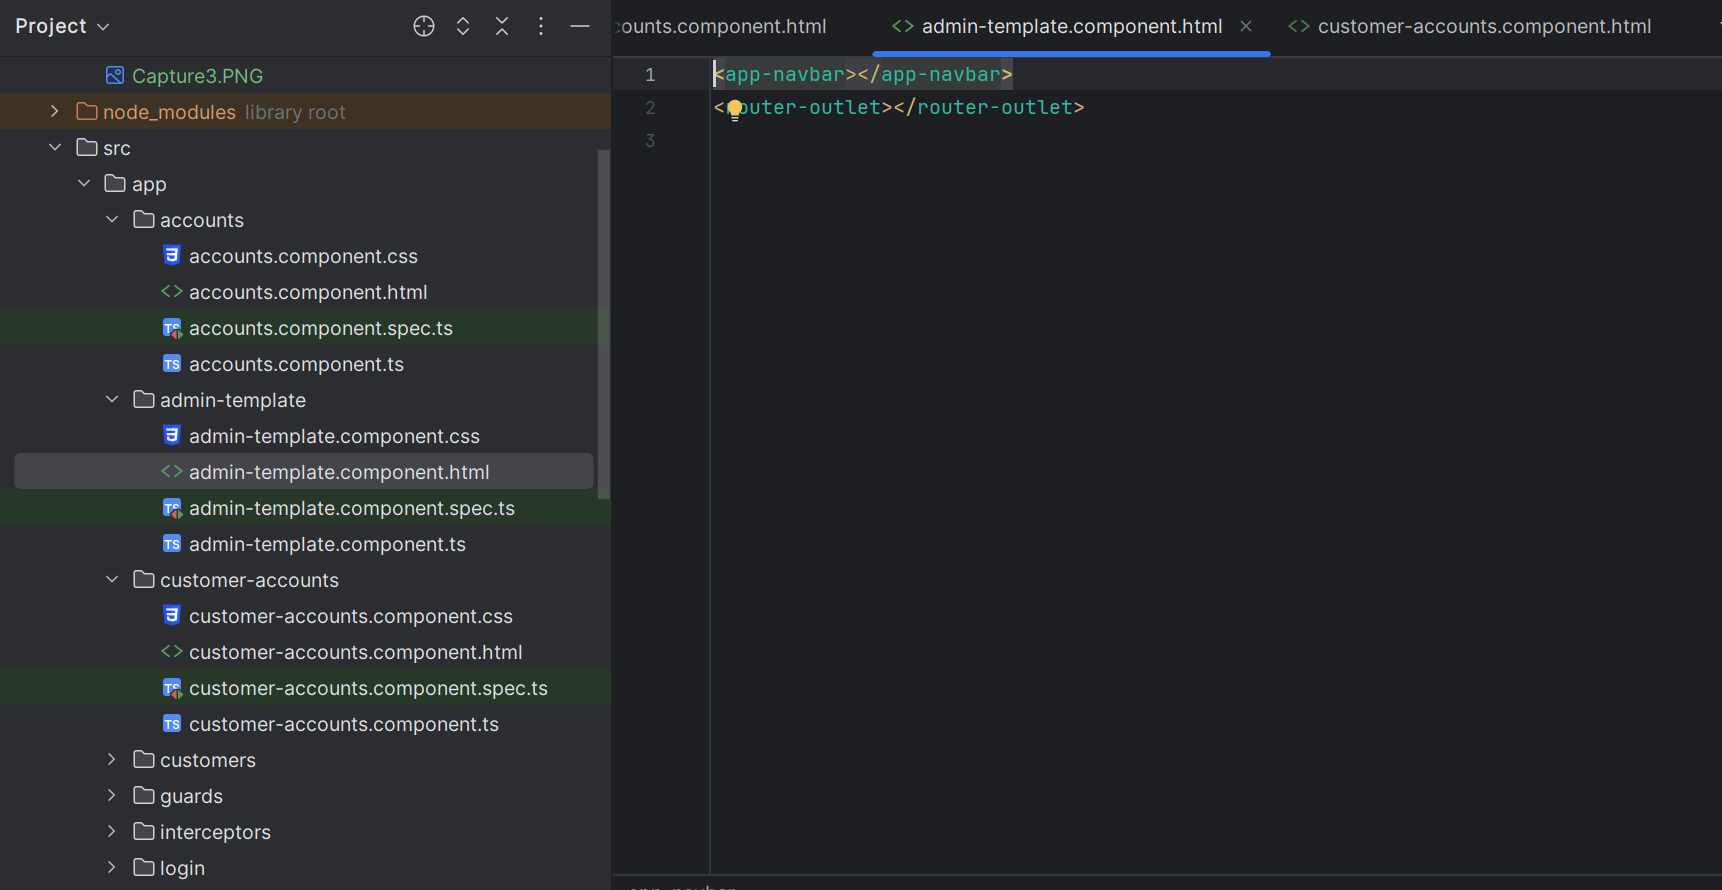 Project
Capture3.PNG
node_modules library root
src
app
accounts
accounts.component.css
accounts.component.html
accounts.component.spec.ts
TS accounts.component.ts
admin-template
admin-template.component.css
admin-template.component.html
admin-template.component.spec.ts
TS admin-template.component.ts
customer-accounts
customer-accounts.component.css
customer-accounts.component.html
customer-accounts.component.spec.ts
TS customer-accounts.component.ts
customers
guards
interceptors
login
ounts.component.html
admin-template.component.html
customer-accounts.component.html
1 <app-navbar></app-navbar>
2 <router-outlet></router-outlet>
3